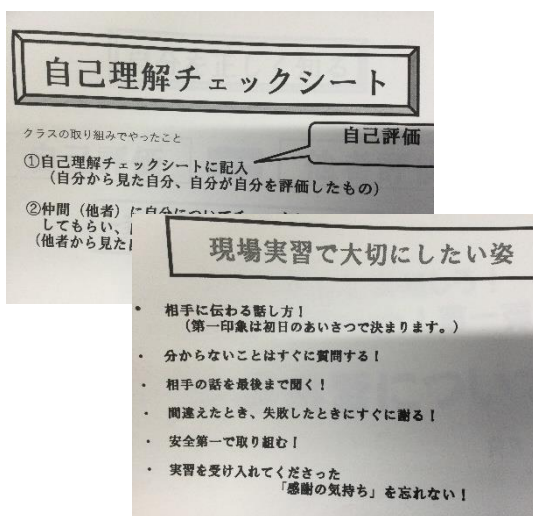 自己理解チェックシート
クラスの取り組みでやったこと
自己評価
①自己理解チェックシートに記入
（自分から見た自分、自分が自分を評価したもの）
②仲間（他者）に自分について
してもらい、
（他者から見た
現場実習で大切にしたい姿
・ 相手に伝わる話し方！
（第一印象は初日のあいさつで決まります。）
・ 分からないことはすぐに質問する！
・ 相手の話を最後まで聞く！
・ 間違えたとき、失敗したときにすぐに謝る！
・ 安全第一で取り組む！
・ 実習を受け入れてくださった
「感謝の気持ち」を忘れない！